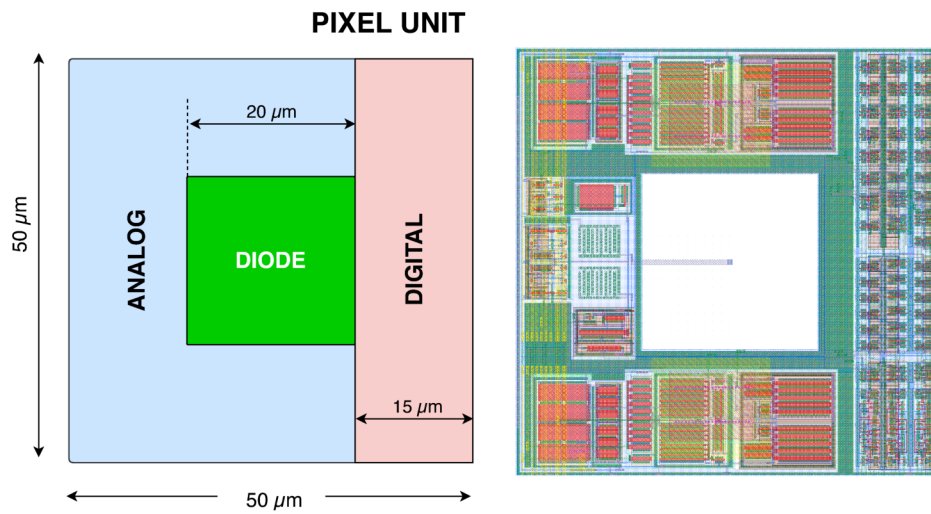 PIXEL UNIT
20 µm
50 µm
ANALOG
DIODE
DIGITAL
15 µm
50 µm